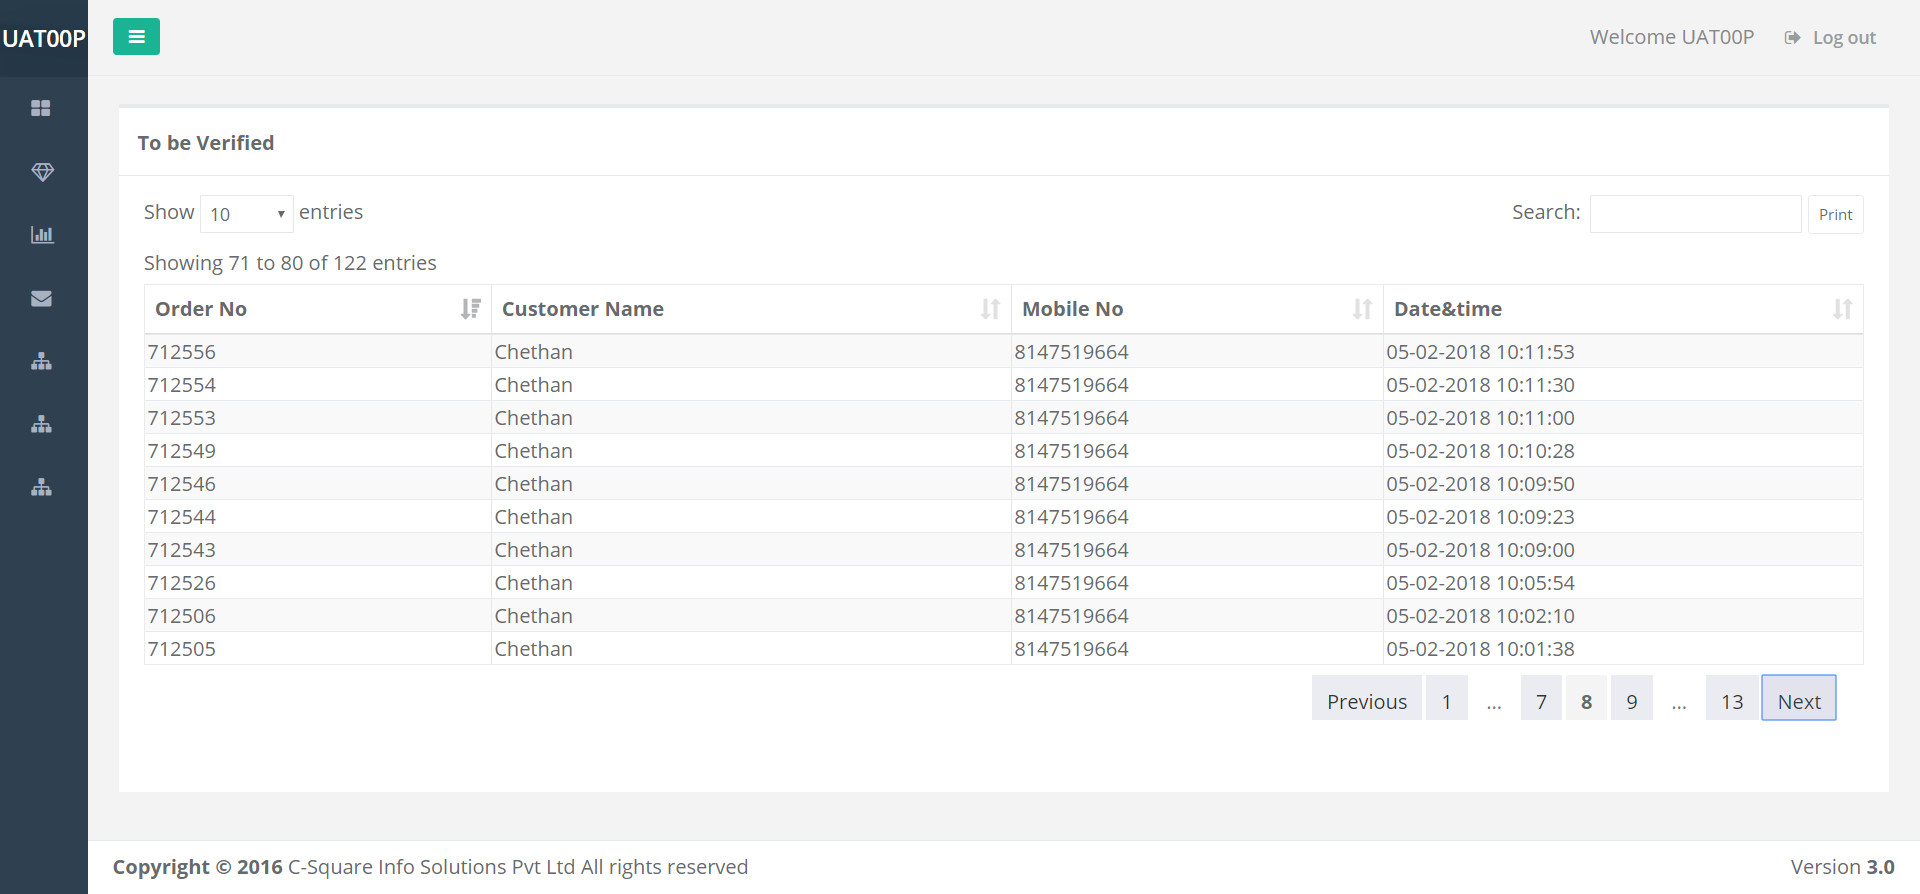 UAT00P
Welcome UAT00P Log out
To be Verified
Show 10 entries Search: Print
Showing 71 to 80 of 122 entries
Order No Customer Name Mobile No Date&time
712556 Chethan 8147519664 05-02-2018 10:11:53
712554 Chethan 8147519664 05-02-2018 10:11:30
712553 Chethan 8147519664 05-02-2018 10:11:00
712549 Chethan 8147519664 05-02-2018 10:10:28
712546 Chethan 8147519664 05-02-2018 10:09:50
712544 Chethan 8147519664 05-02-2018 10:09:23
712543 Chethan 8147519664 05-02-2018 10:09:00
712526 Chethan 8147519664 05-02-2018 10:05:54
712506 Chethan 8147519664 05-02-2018 10:02:10
712505 Chethan 8147519664 05-02-2018 10:01:38
Previous 1 ... 7 8 9 ... 13 Next
Copyright © 2016 C-Square Info Solutions Pvt Ltd All rights reserved Version 3.0